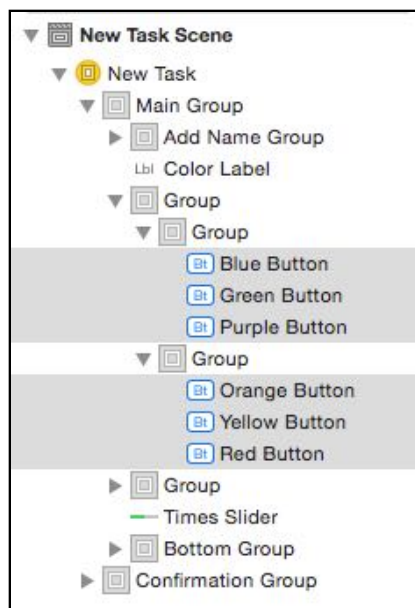 New Task Scene
New Task
Main Group
Add Name Group
Lbl Color Label
Group
Group
Bt Blue Button
Bt Green Button
Bt Purple Button
Group
Bt Orange Button
Bt Yellow Button
Bt Red Button
Group
Times Slider
Bottom Group
Confirmation Group